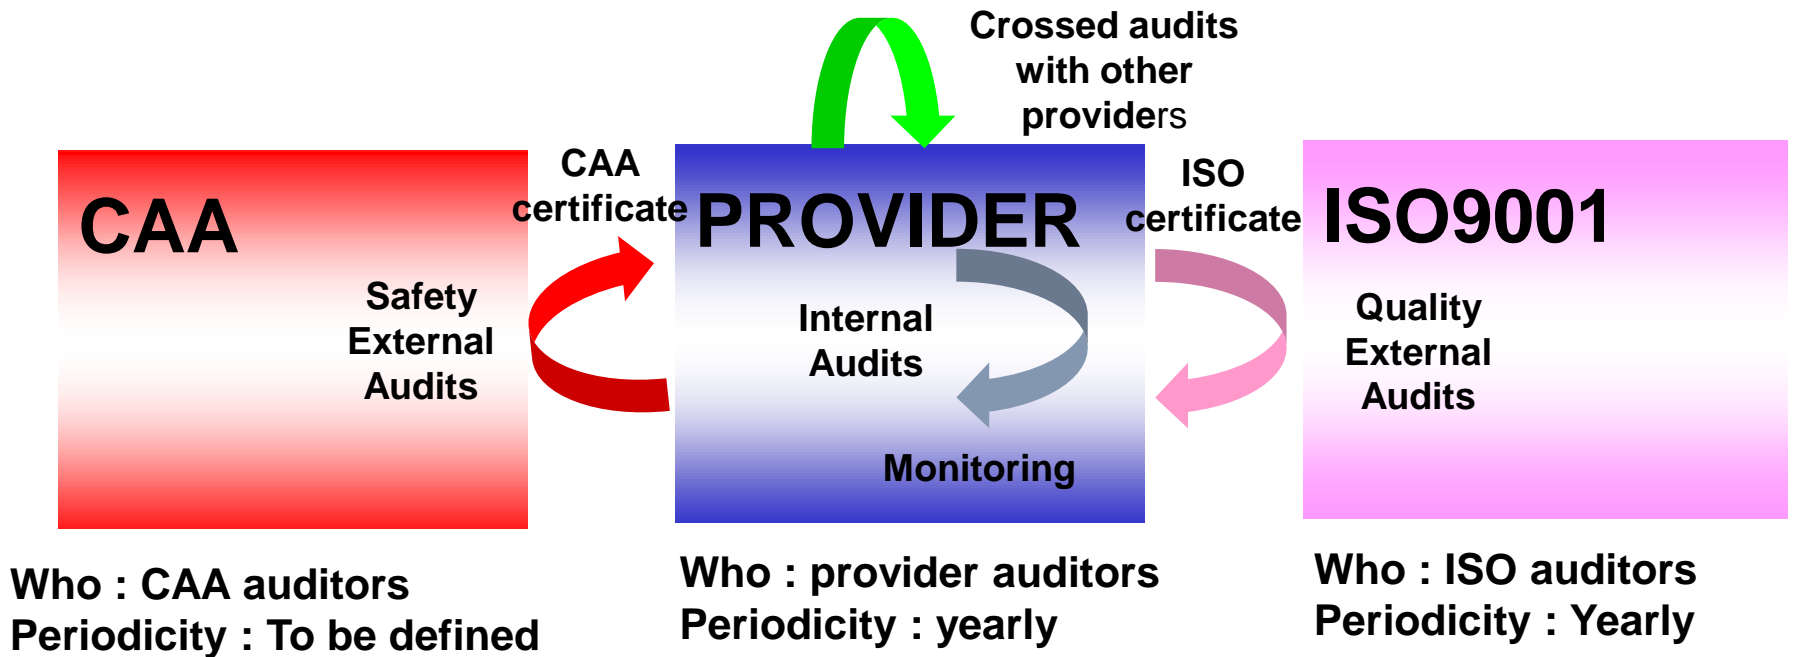 Crossed audits
with other
providers
CAA
certificate
ISO
certificate
CAA
Safety
External
Audits
PROVIDER
Internal
Audits
Monitoring
ISO9001
Quality
External
Audits
Who : CAA auditors
Periodicity : To be defined
Who : provider auditors
Periodicity : yearly
Who : ISO auditors
Periodicity : Yearly